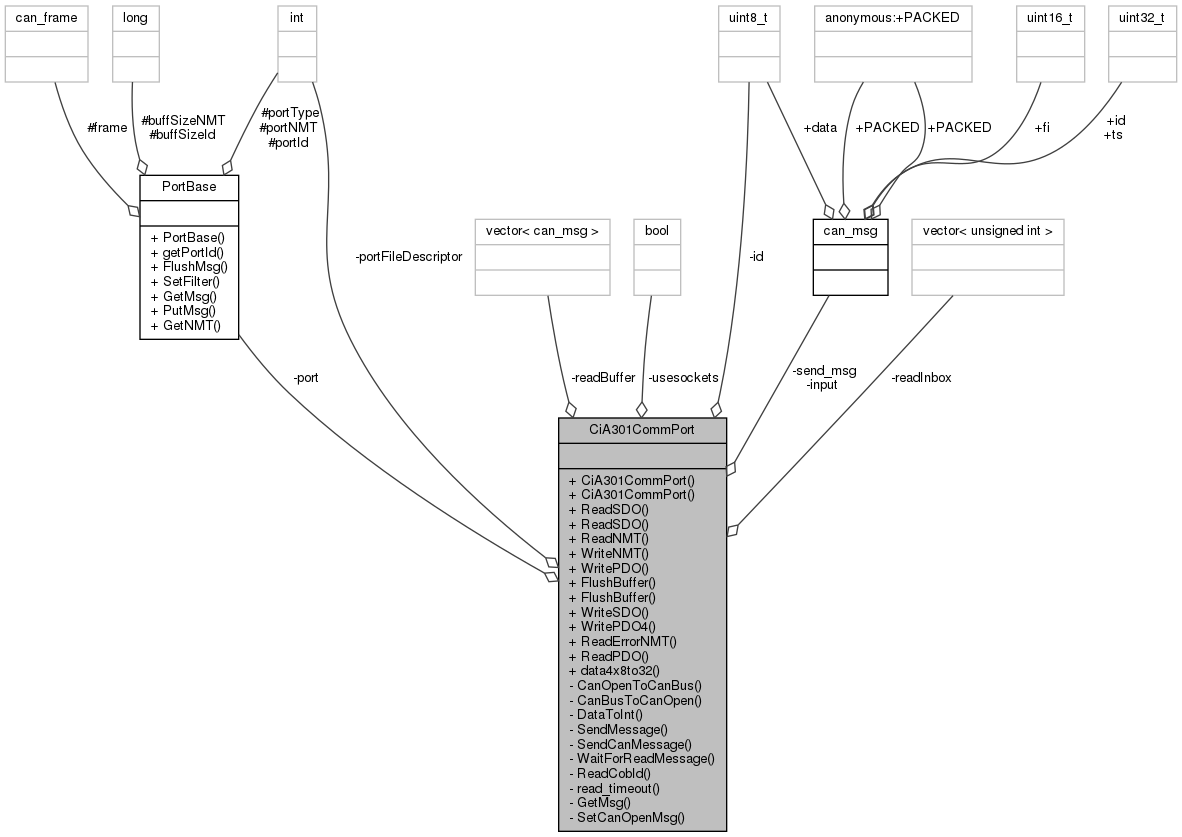 can_frame
long
int
uint8_t
anonymous:+PACKED
uint16_t
uint32_t
#frame
#buffSizeNMT
#buffSizeId
#portType
#portNMT
#portId
+data
+PACKED
+PACKED
+fi
+id
+ts
PortBase
+ PortBase()
+ getPortId()
+ FlushMsg()
+ SetFilter()
+ GetMsg()
+ PutMsg()
+ GetNMT()
vector< can_msg >
bool
can_msg
vector< unsigned int >
-portFileDescriptor
-id
-port
-readBuffer
-usesockets
-send_msg
-input
-readInbox
CiA301CommPort
+ CiA301CommPort()
+ CiA301CommPort()
+ ReadSDO()
+ ReadSDO()
+ ReadNMT()
+ WriteNMT()
+ WritePDO()
+ FlushBuffer()
+ FlushBuffer()
+ WriteSDO()
+ WritePDO4()
+ ReadErrorNMT()
+ ReadPDO()
+ data4x8to32()
- CanOpenToCanBus()
- CanBusToCanOpen()
- DataToInt()
- SendMessage()
- SendCanMessage()
- WaitForReadMessage()
- ReadCobId()
- read_timeout()
- GetMsg()
- SetCanOpenMsg()